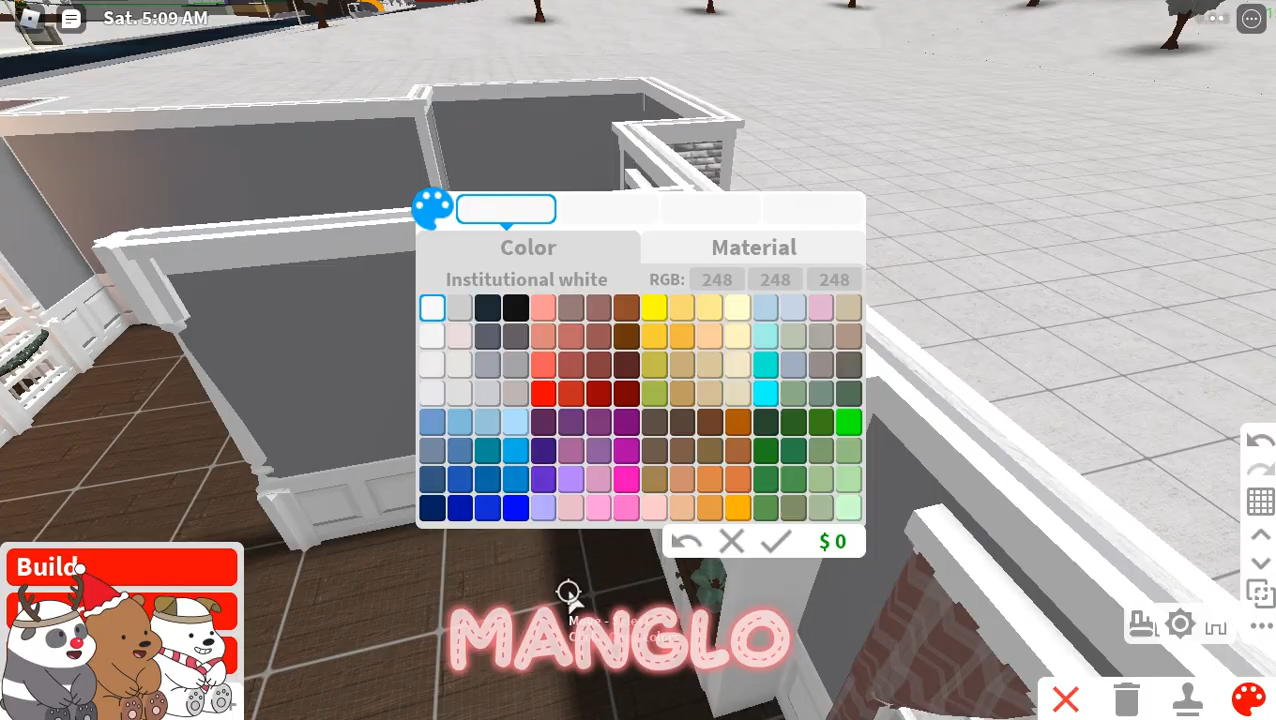 Sat. 5:09 AM
Color
Material
Institutional white
RGB: 248 248 248
$ 0
Build
MANGLO